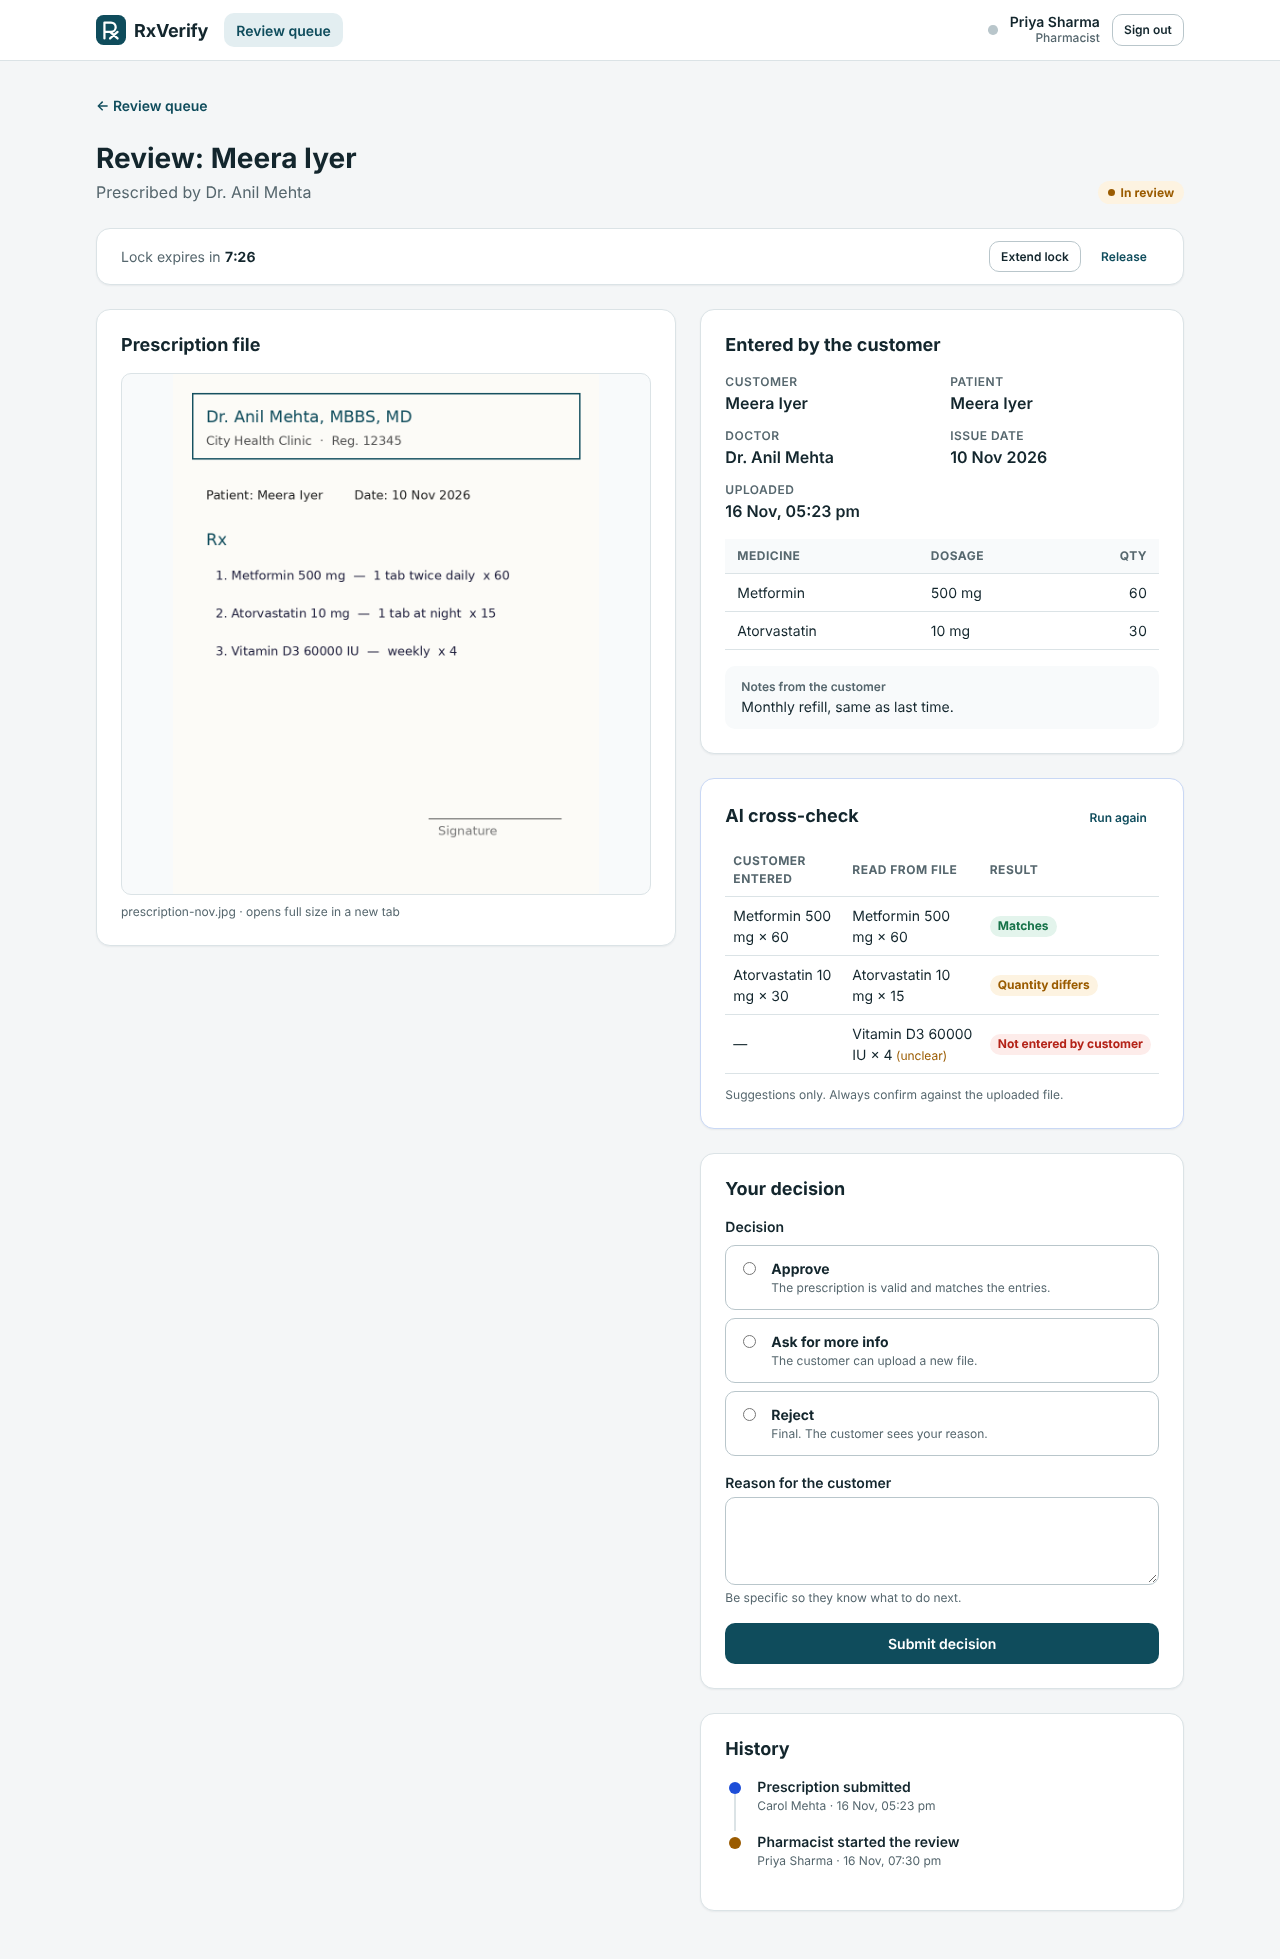 RxVerify
Review queue
Priya Sharma
Pharmacist
Sign out
← Review queue
Review: Meera Iyer
Prescribed by Dr. Anil Mehta
In review
Lock expires in 7:26
Extend lock
Release
Prescription file
Dr. Anil Mehta, MBBS, MD
City Health Clinic · Reg. 12345
Patient: Meera Iyer Date: 10 Nov 2026
Rx
1. Metformin 500 mg — 1 tab twice daily x 60
2. Atorvastatin 10 mg — 1 tab at night x 15
3. Vitamin D3 60000 IU — weekly x 4
Signature
prescription-nov.jpg · opens full size in a new tab
Entered by the customer
CUSTOMER PATIENT
Meera Iyer Meera Iyer
DOCTOR ISSUE DATE
Dr. Anil Mehta 10 Nov 2026
UPLOADED
16 Nov, 05:23 pm
MEDICINE DOSAGE QTY
Metformin 500 mg 60
Atorvastatin 10 mg 30
Notes from the customer
Monthly refill, same as last time.
AI cross-check
Run again
CUSTOMER ENTERED READ FROM FILE RESULT
Metformin 500 mg × 60 Metformin 500 mg × 60 Matches
Atorvastatin 10 mg × 30 Atorvastatin 10 mg × 15 Quantity differs
— Vitamin D3 60000 IU × 4 (unclear) Not entered by customer
Suggestions only. Always confirm against the uploaded file.
Your decision
Decision
Approve
The prescription is valid and matches the entries.
Ask for more info
The customer can upload a new file.
Reject
Final. The customer sees your reason.
Reason for the customer
Be specific so they know what to do next.
Submit decision
History
Prescription submitted
Carol Mehta · 16 Nov, 05:23 pm
Pharmacist started the review
Priya Sharma · 16 Nov, 07:30 pm